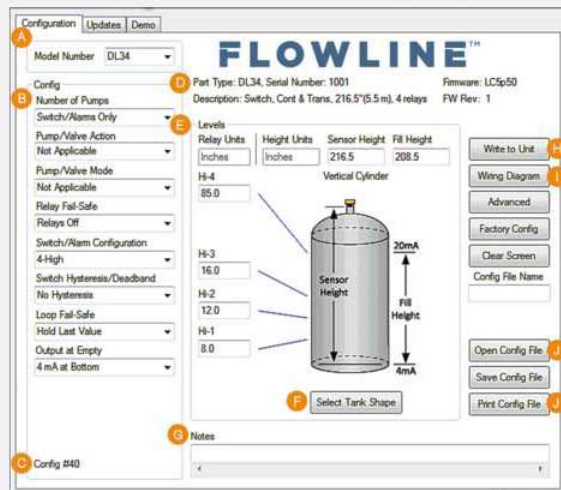 Configuration Updates Demo
A
Model Number DL34
FLOWLINE™
B
Config
Number of Pumps
Switch/Alarms Only
Pump/Valve Action
Not Applicable
Pump/Valve Mode
Not Applicable
Relay Fail-Safe
Relays Off
Switch/Alarm Configuration
4-High
Switch Hysteresis/Deadband
No Hysteresis
Loop Fail-Safe
Hold Last Value
Output at Empty
4 mA at Bottom
C Config #40
D Part Type: DL34, Serial Number: 1001 Firmware: LC5p50
Description: Switch, Cont & Trans, 216.5"(5.5 m), 4 relays FW Rev: 1
E Levels
Relay Units Height Units Sensor Height Fill Height
Inches Inches 216.5 208.5
Hi-4 Vertical Cylinder
85.0
20mA
Hi-3
16.0
Sensor
Height
Hi-2
12.0
Fill
Height
Hi-1
8.0
4mA
F Select Tank Shape
G Notes
Write to Unit H
Wiring Diagram I
Advanced
Factory Config
Clear Screen
Config File Name
Open Config File J
Save Config File
Print Config File J